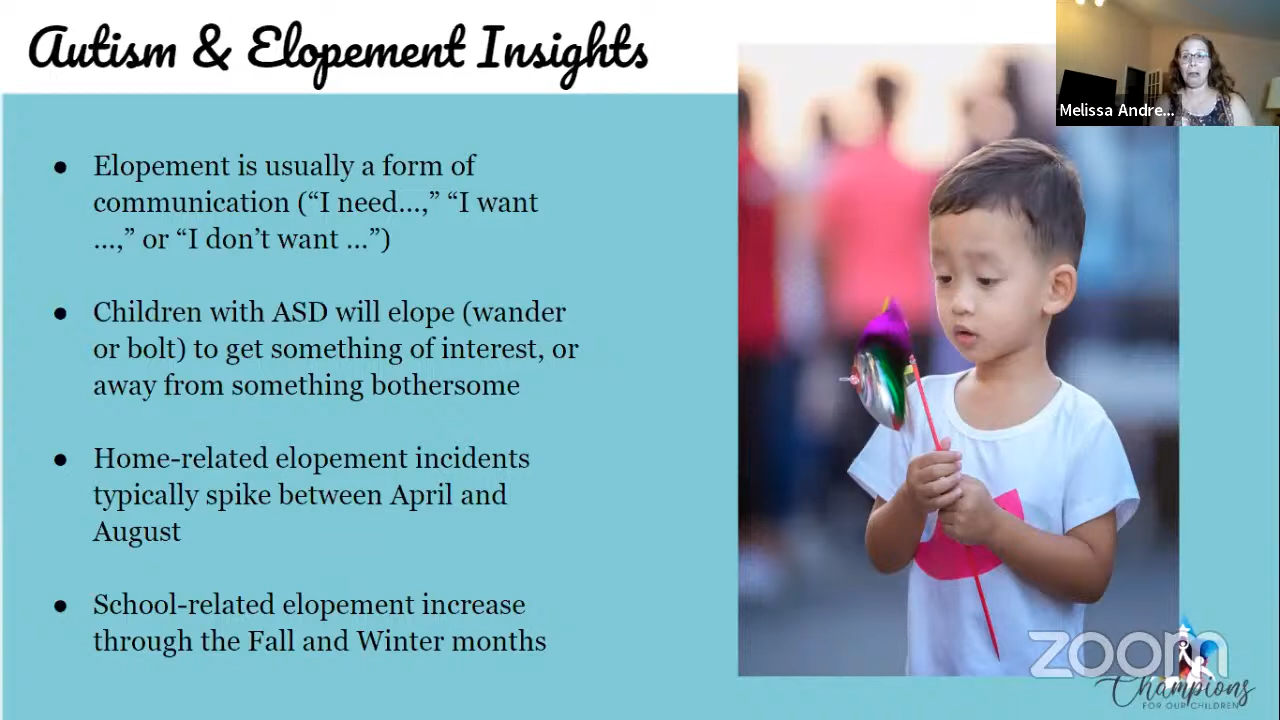 Autism & Elopement Insights
Melissa Andre...
● Elopement is usually a form of
communication (“I need...,” “I want
...,” or “I don’t want ...”)
● Children with ASD will elope (wander
or bolt) to get something of interest, or
away from something bothersome
● Home-related elopement incidents
typically spike between April and
August
● School-related elopement increase
through the Fall and Winter months
zoom
Champions
FOR OUR CHILDREN